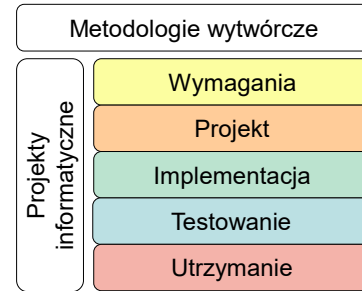 Metodologie wytwórcze
Projekty
informatyczne
Wymagania
Projekt
Implementacja
Testowanie
Utrzymanie